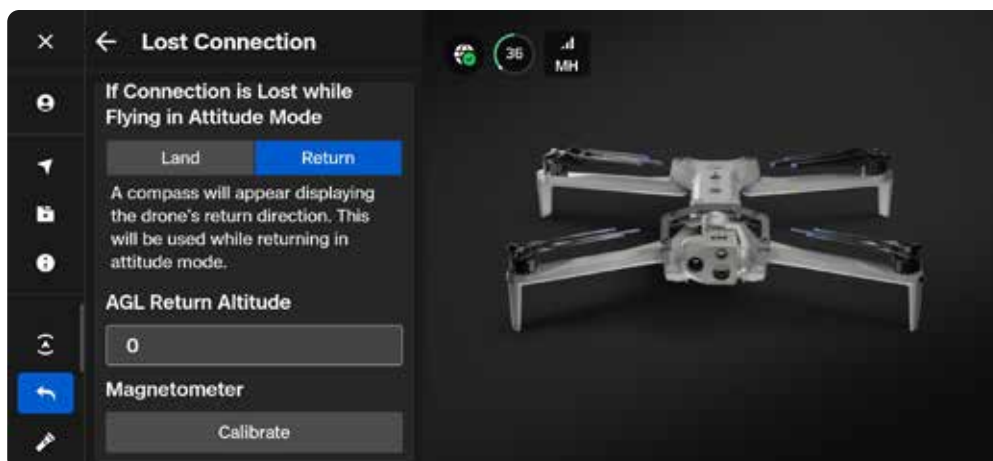 Lost Connection
36
MH
If Connection is Lost while
Flying in Attitude Mode
Land
Return
A compass will appear displaying
the drone's return direction. This
will be used while returning in
attitude mode.
AGL Return Altitude
0
Magnetometer
Calibrate